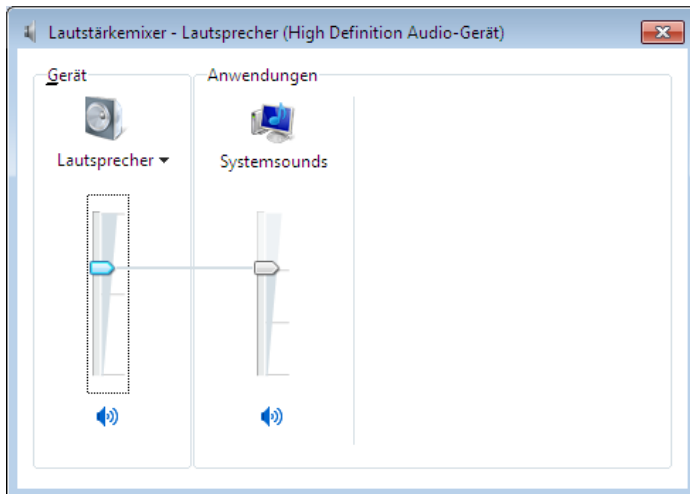 Lautstärkemixer - Lautsprecher (High Definition Audio-Gerät)
Gerät
Anwendungen
Lautsprecher
Systemsounds